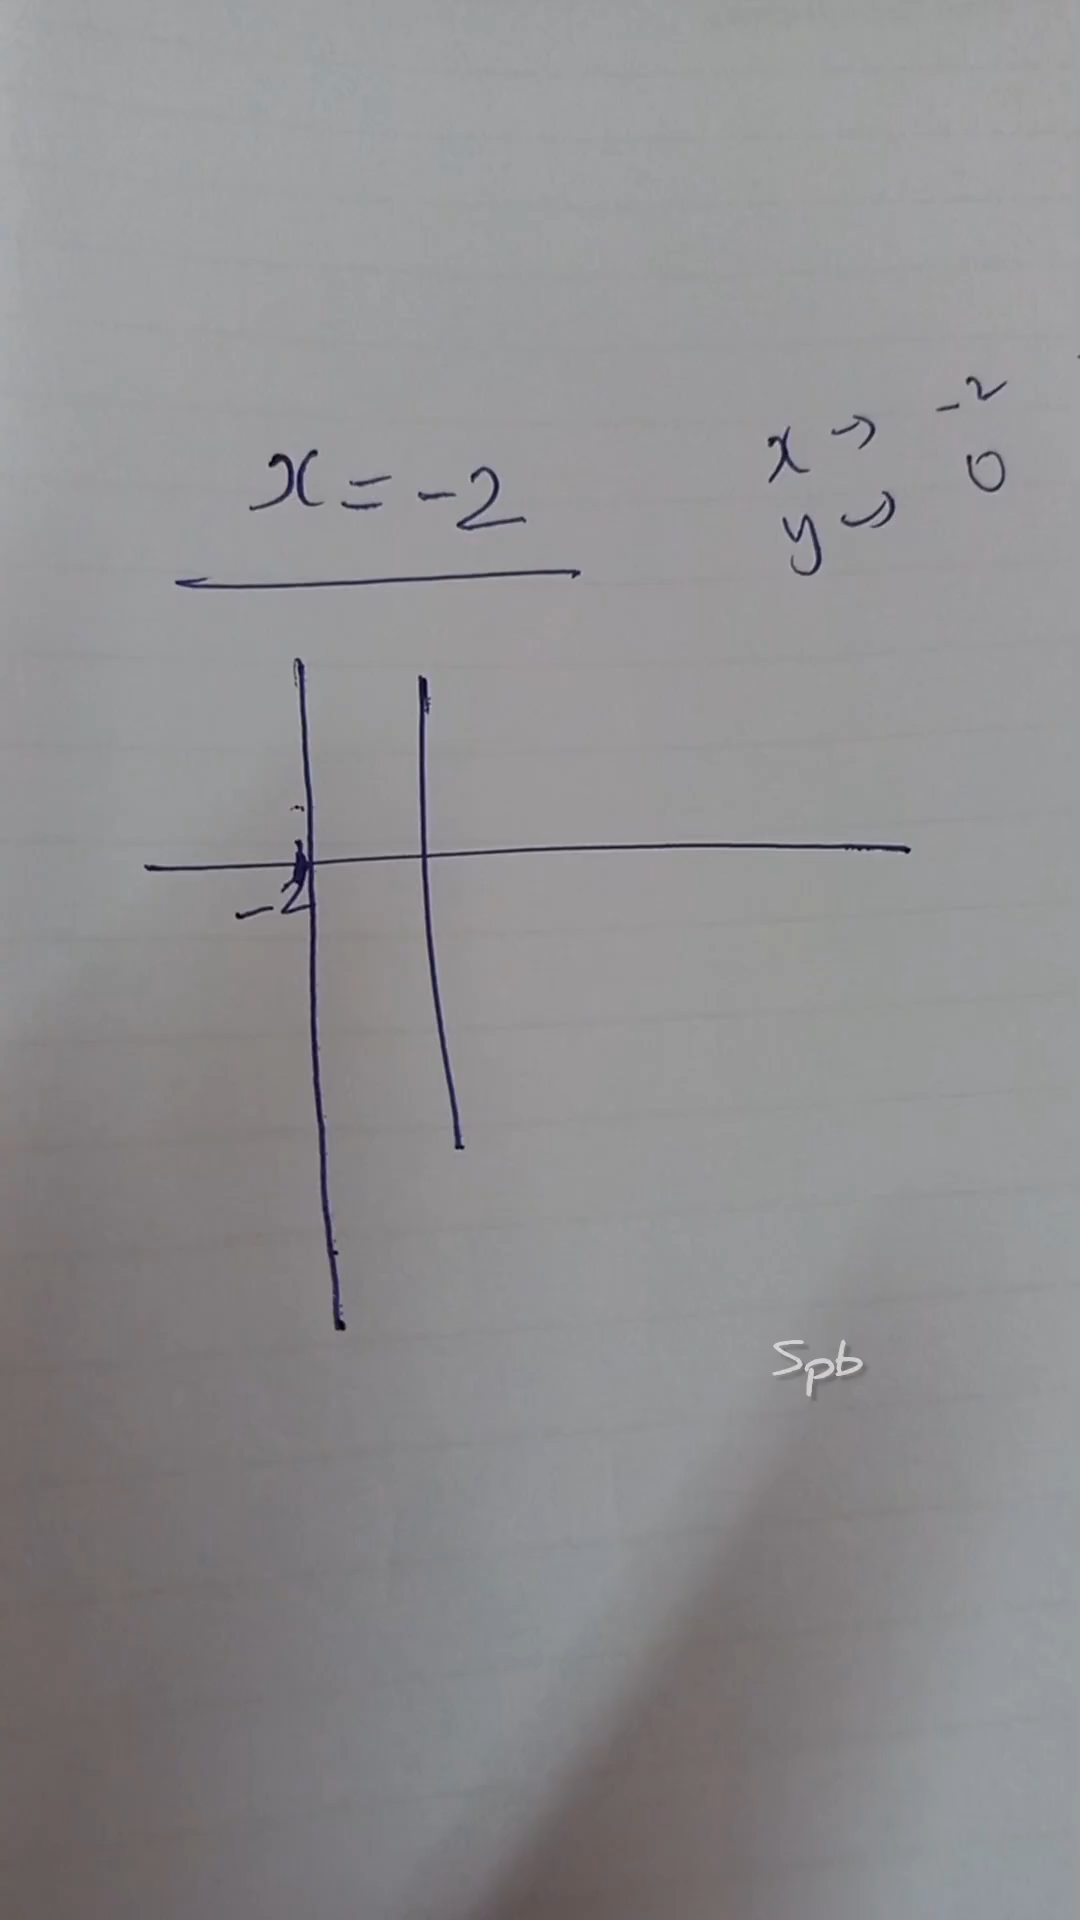 x = -2
x → -2
y → 0
-2
Spb